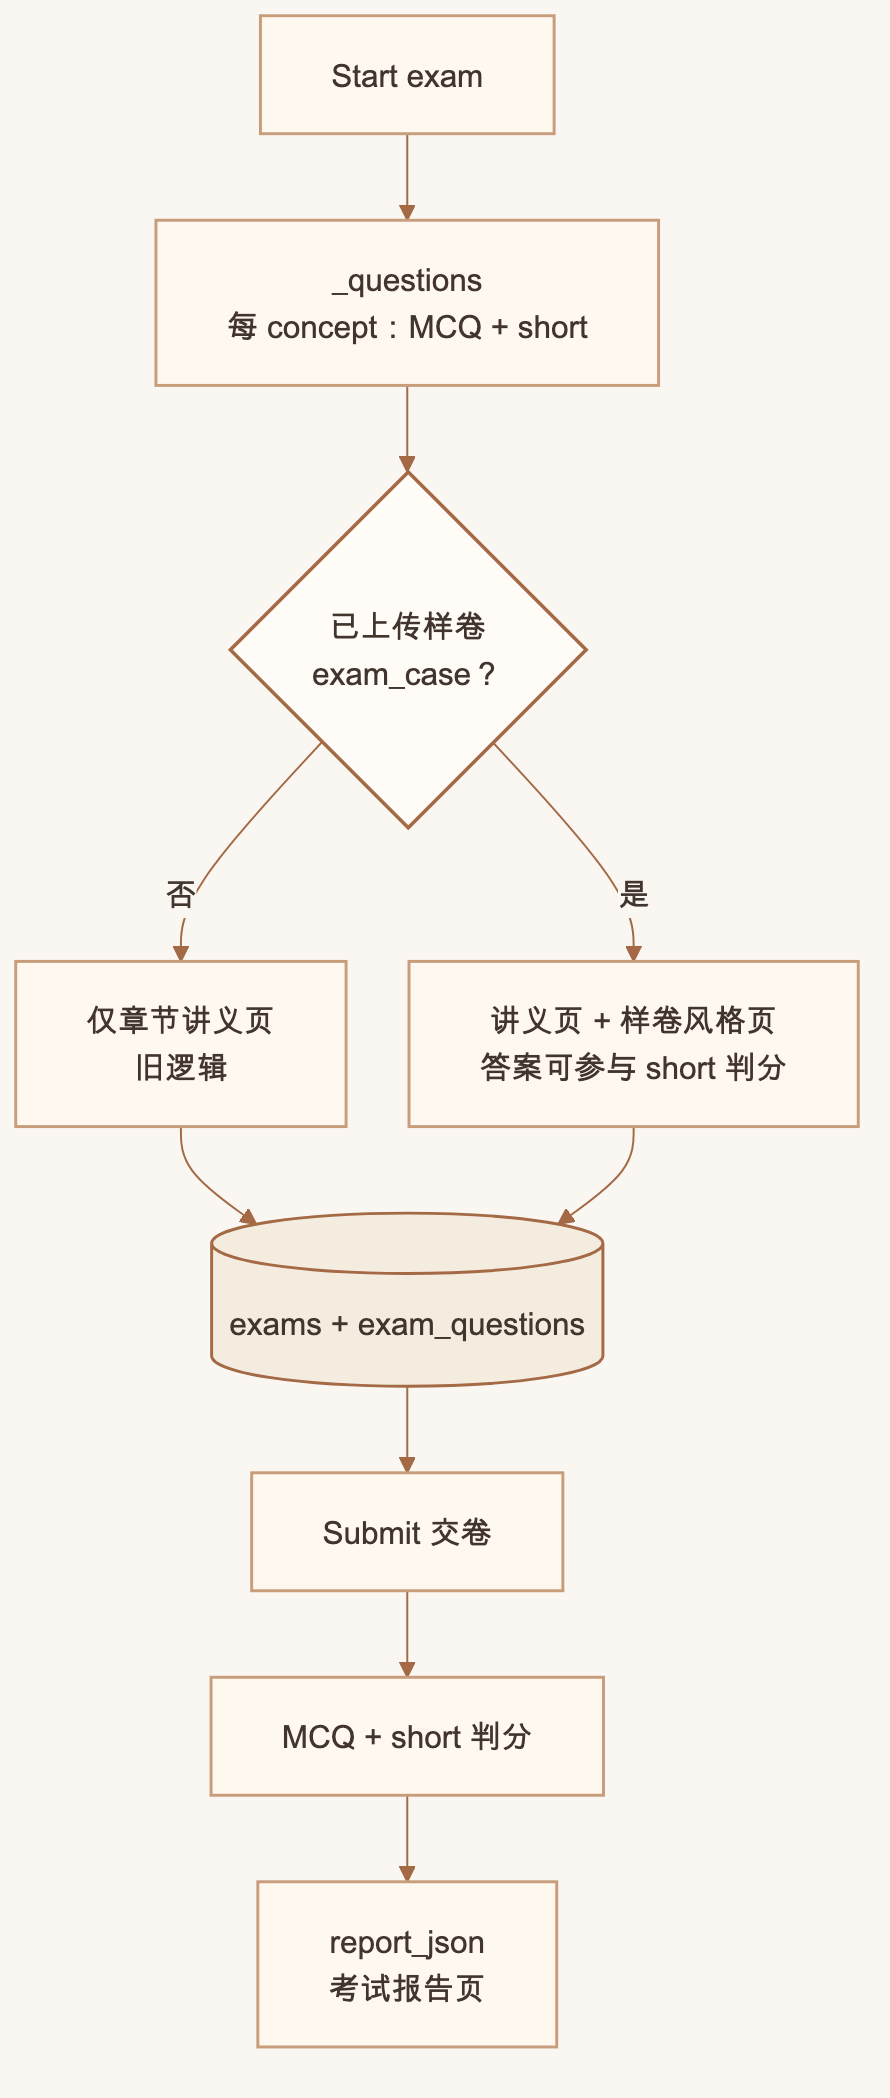 Start exam
_questions
每 concept：MCQ + short
已上传样卷
exam_case？
否
是
仅章节讲义页
旧逻辑
讲义页 + 样卷风格页
答案可参与 short 判分
exams + exam_questions
Submit 交卷
MCQ + short 判分
report_json
考试报告页